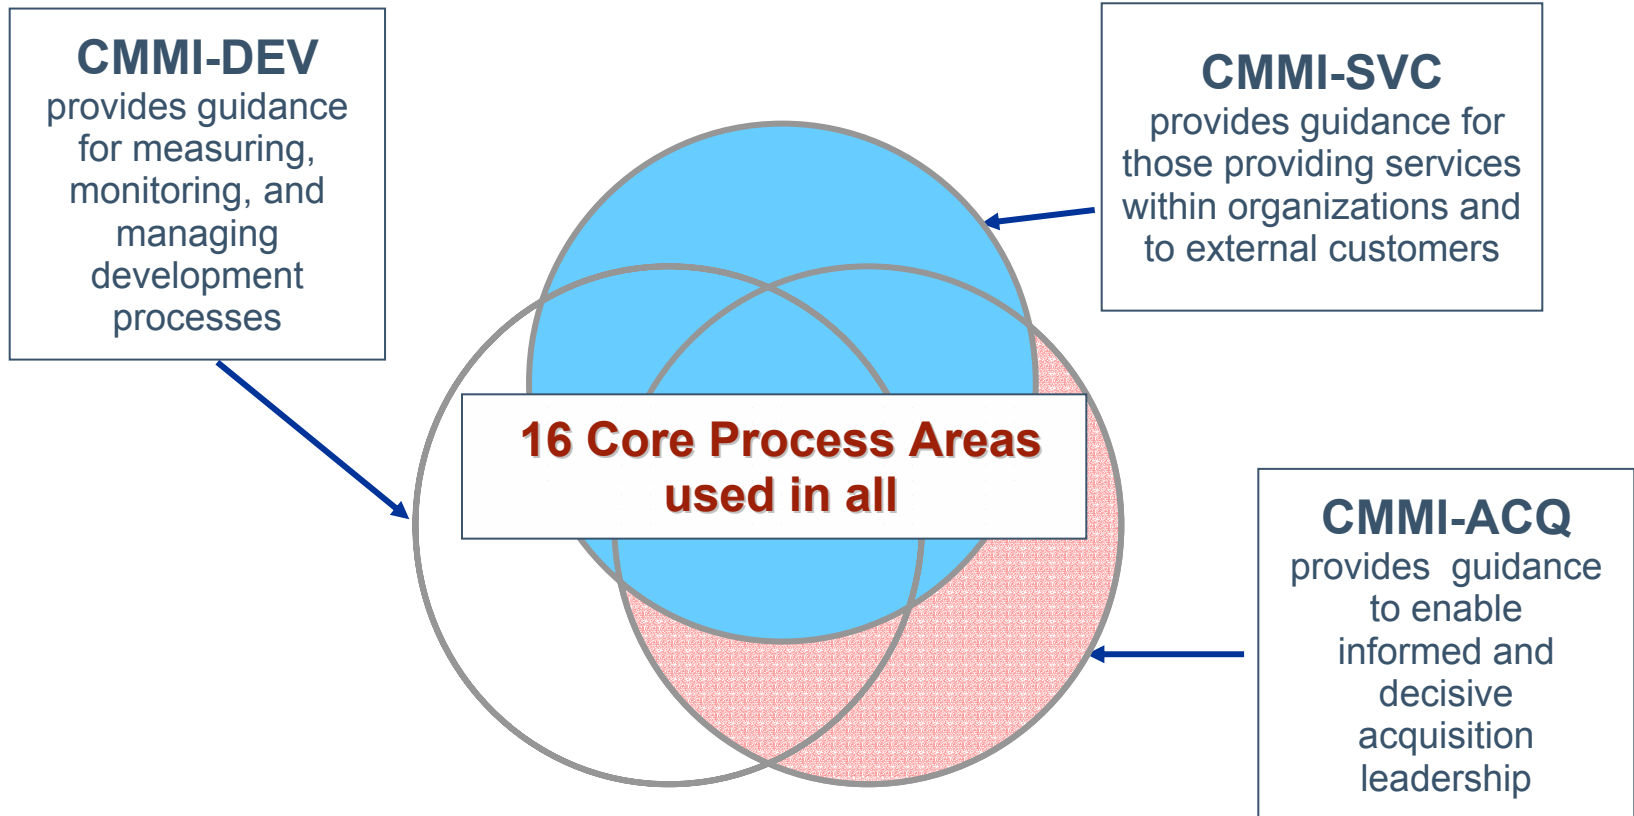 CMMI-DEV
provides guidance
for measuring,
monitoring, and
managing
development
processes
CMMI-SVC
provides guidance for
those providing services
within organizations and
to external customers
16 Core Process Areas
used in all
CMMI-ACQ
provides guidance
to enable
informed and
decisive
acquisition
leadership